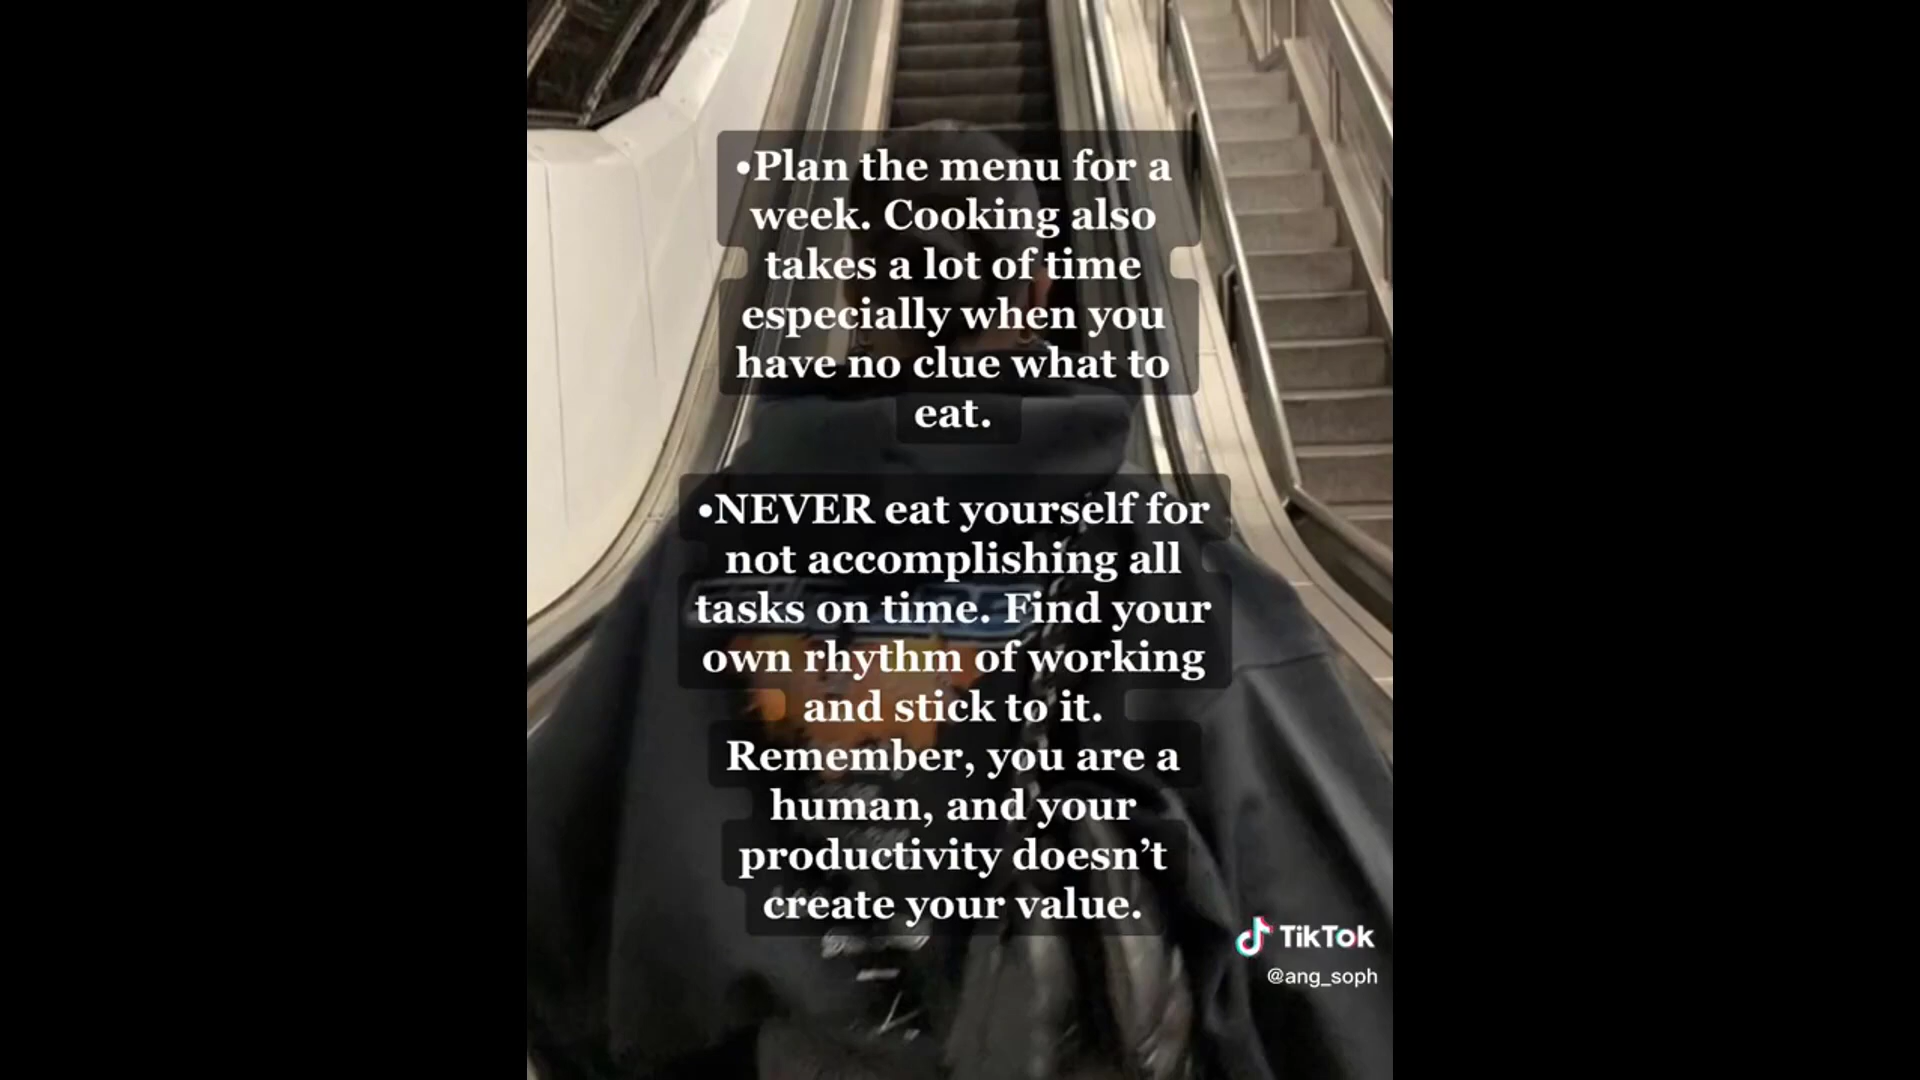 •Plan the menu for a
week. Cooking also
takes a lot of time
especially when you
have no clue what to
eat.
•NEVER eat yourself for
not accomplishing all
tasks on time. Find your
own rhythm of working
and stick to it.
Remember, you are a
human, and your
productivity doesn’t
create your value.
TikTok
@ang_soph